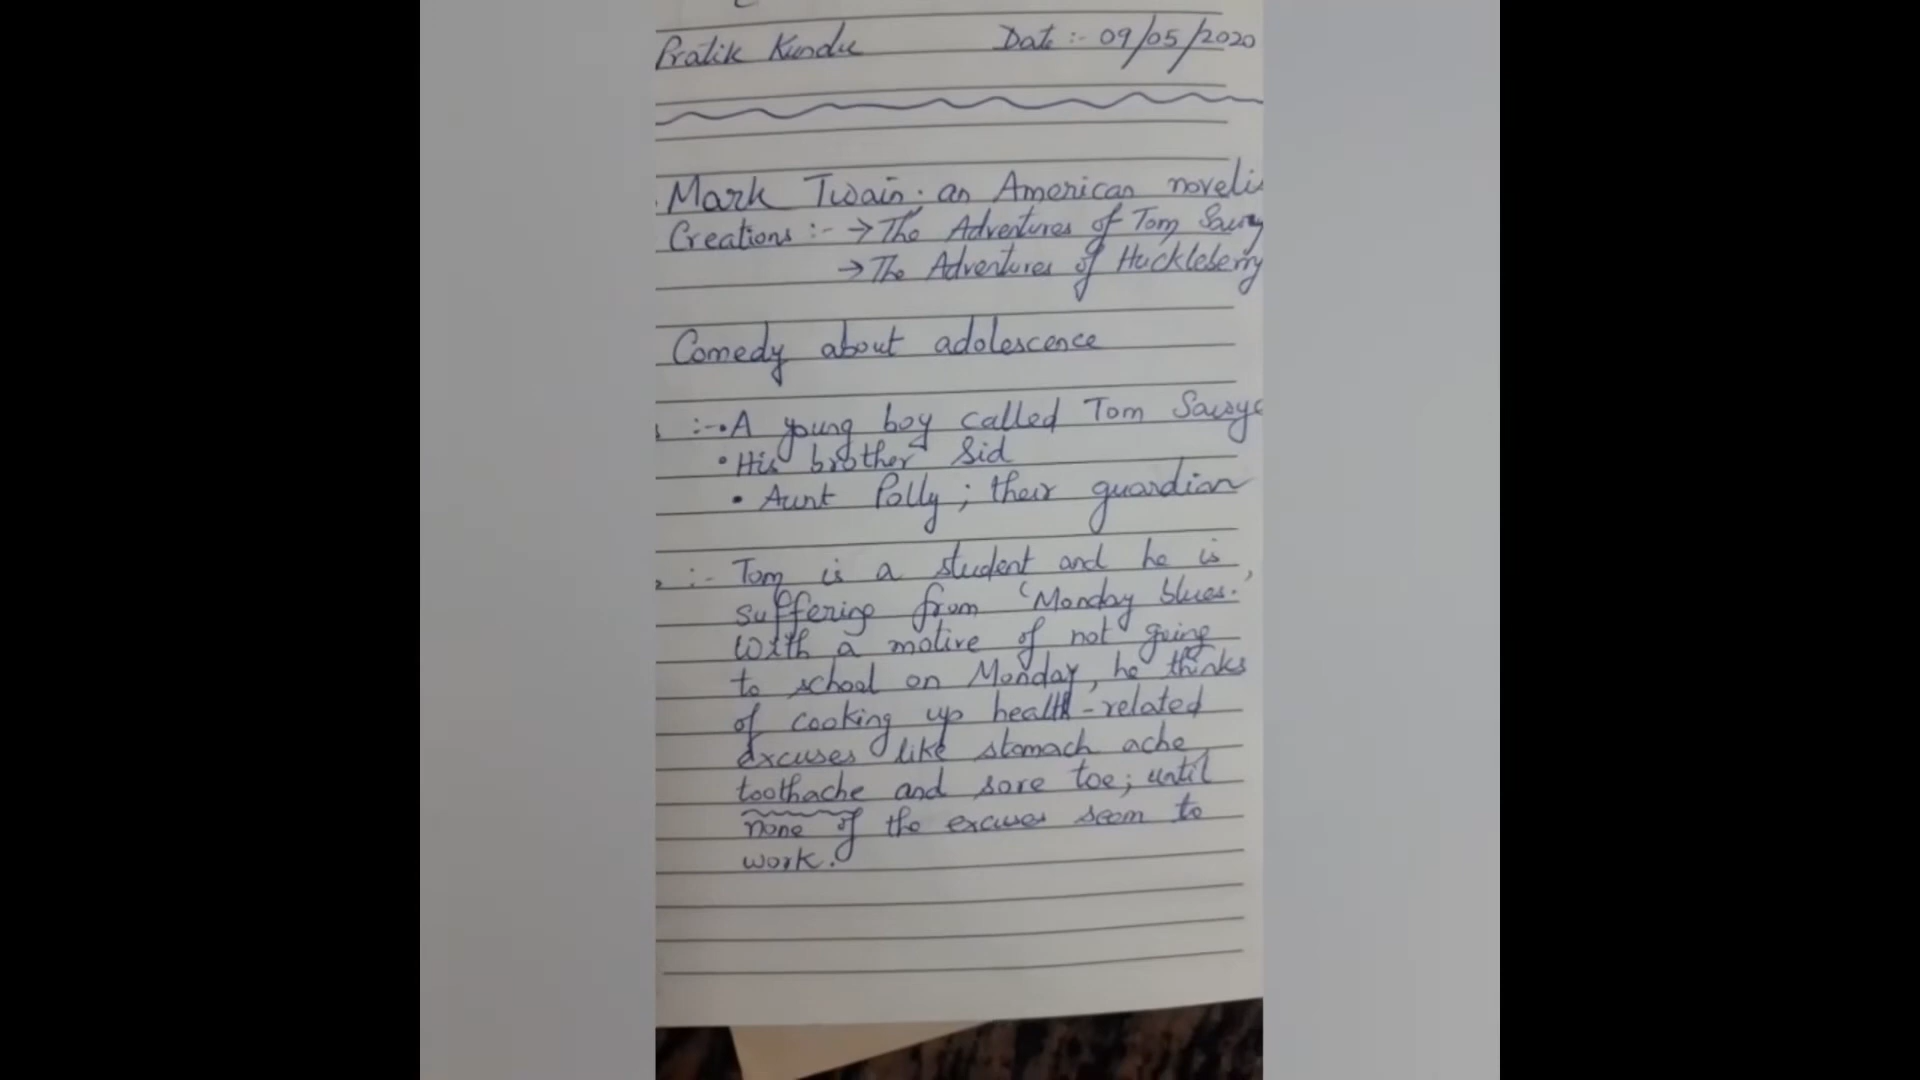 Pratik Kundu Date :- 09/05/2020
Mark Twain: an American noveli
Creations :- → The Adventures of Tom Sawy
→ The Adventures of Huckleberry
Comedy about adolescence
:- • A young boy called Tom Sawye
• His brother Sid
• Aunt Polly ; their guardian
:- Tom is a student and he is
suffering from ‘Monday blues.’
With a motive of not going
to school on Monday, he thinks
of cooking up health-related
excuses like stomach ache,
toothache and sore toe; until
none of the excuses seem to
work.